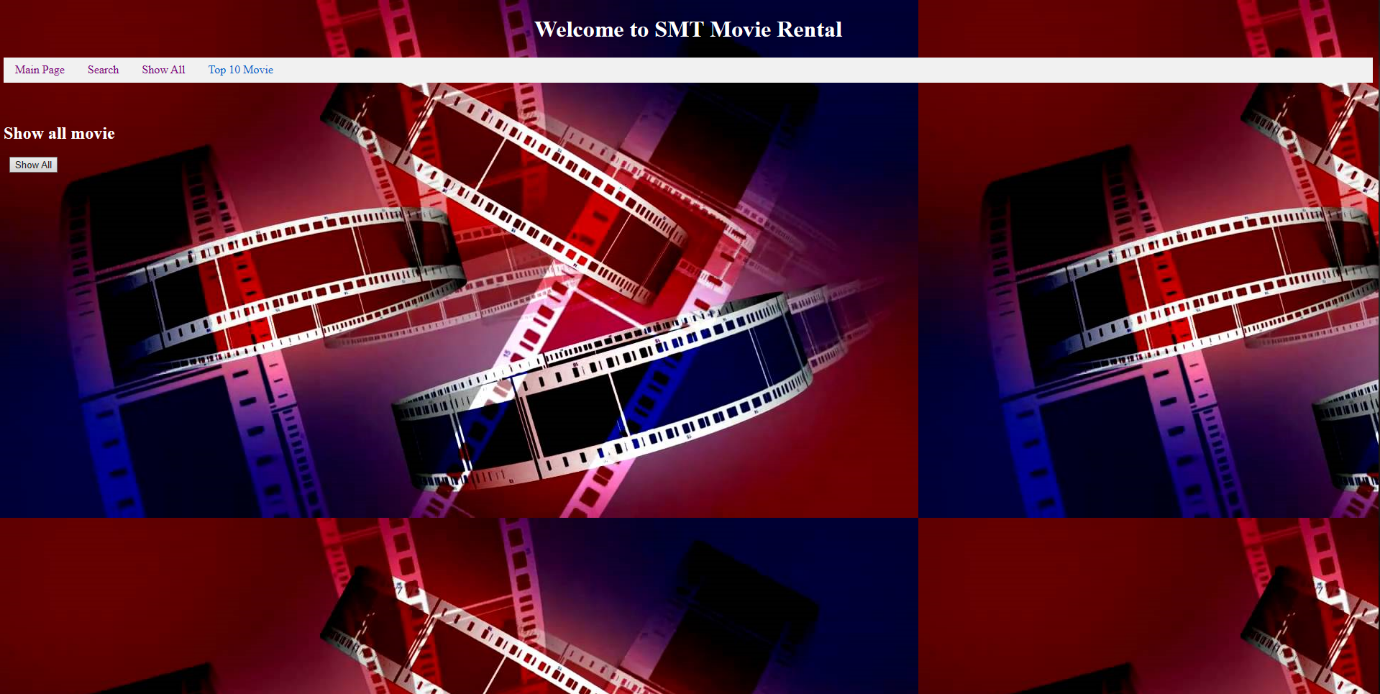 Welcome to SMT Movie Rental
Main Page Search Show All Top 10 Movie
Show all movie
Show All